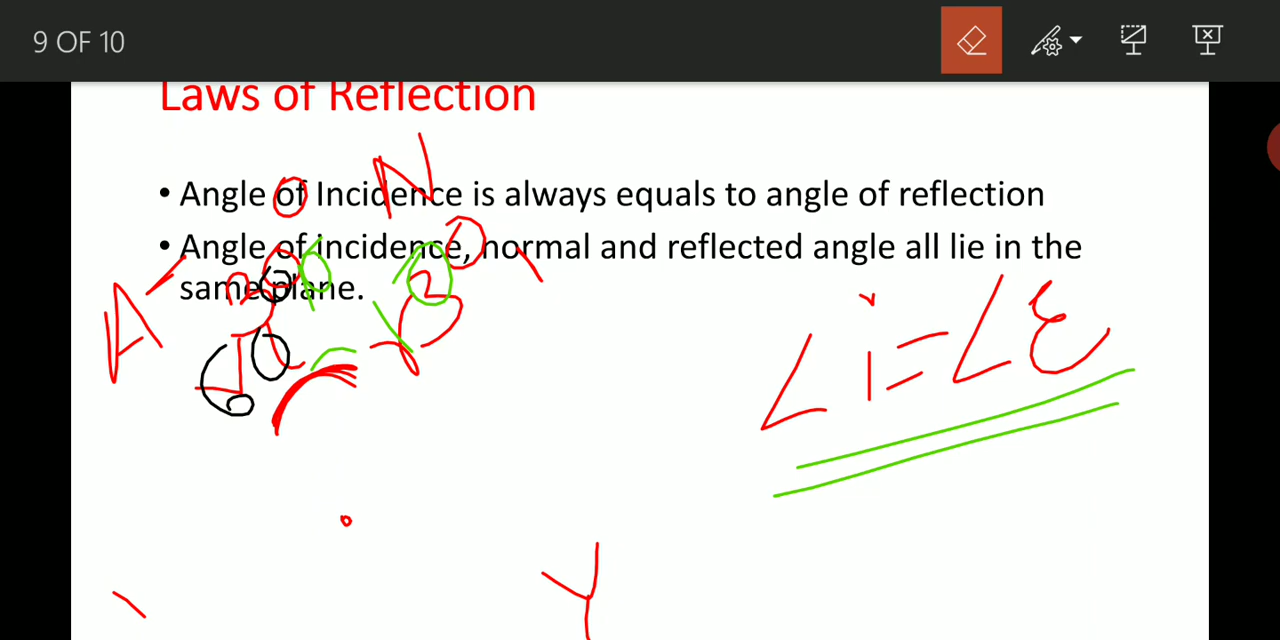 9 OF 10
Laws of Reflection
N
• Angle of Incidence is always equals to angle of reflection
• Angle of incidence, normal and reflected angle all lie in the
same plane.
A
∠i=∠r
Y